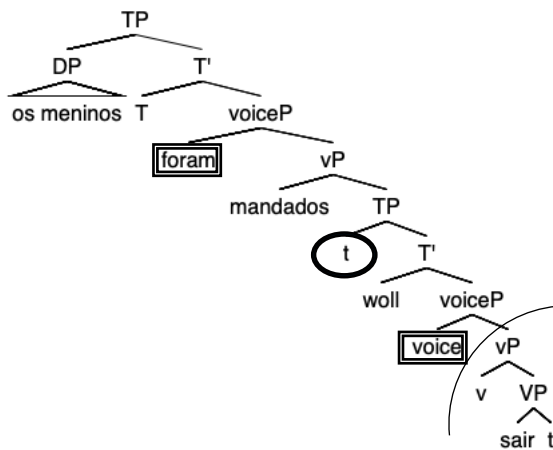 TP
DP T'
os meninos T voiceP
foram vP
mandados TP
t T'
woll voiceP
voice vP
v VP
sair t